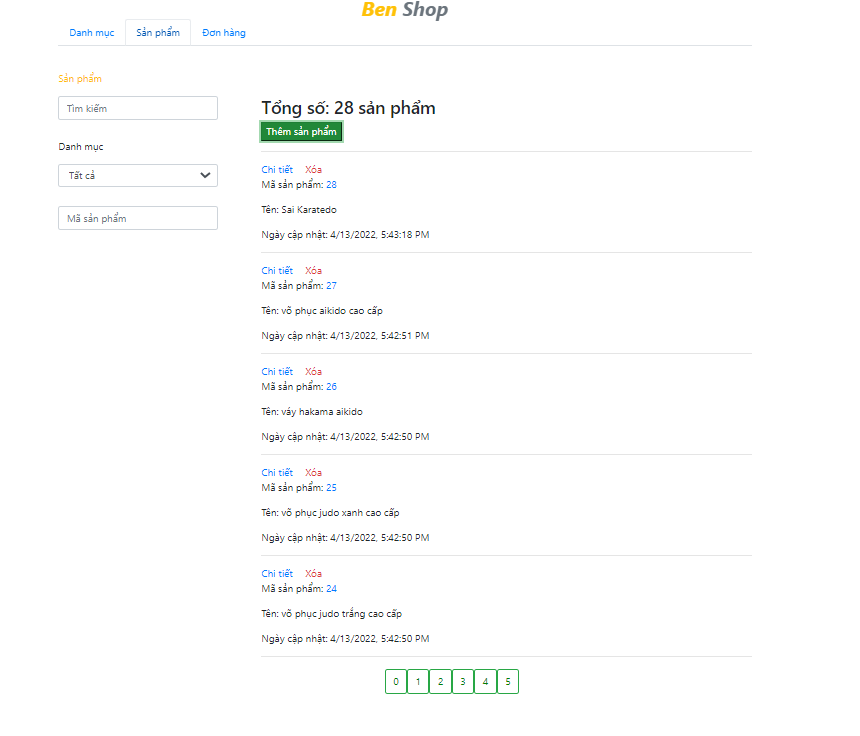 Ben Shop
Danh mục Sản phẩm Đơn hàng
Sản phẩm
Tìm kiếm
Danh mục
Tất cả
Mã sản phẩm
Tổng số: 28 sản phẩm
Thêm sản phẩm
Chi tiết Xóa
Mã sản phẩm: 28
Tên: Sai Karatedo
Ngày cập nhật: 4/13/2022, 5:43:18 PM
Chi tiết Xóa
Mã sản phẩm: 27
Tên: võ phục aikido cao cấp
Ngày cập nhật: 4/13/2022, 5:42:51 PM
Chi tiết Xóa
Mã sản phẩm: 26
Tên: váy hakama aikido
Ngày cập nhật: 4/13/2022, 5:42:50 PM
Chi tiết Xóa
Mã sản phẩm: 25
Tên: võ phục judo xanh cao cấp
Ngày cập nhật: 4/13/2022, 5:42:50 PM
Chi tiết Xóa
Mã sản phẩm: 24
Tên: võ phục judo trắng cao cấp
Ngày cập nhật: 4/13/2022, 5:42:50 PM
0 1 2 3 4 5